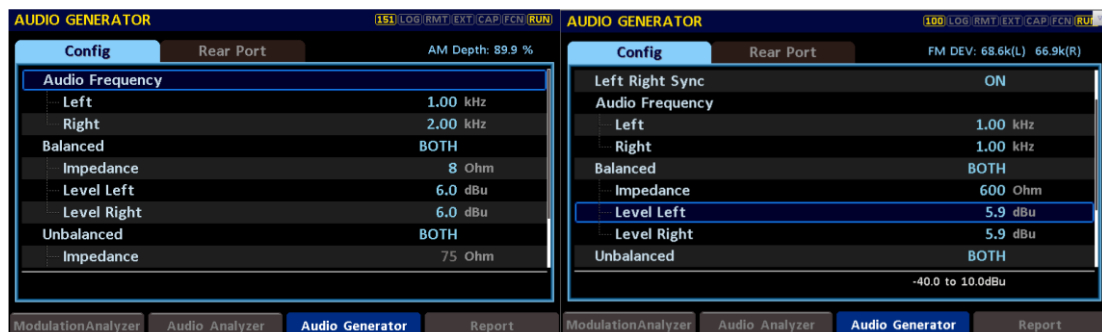 AUDIO GENERATOR
151 LOG RMT EXT CAP FCN RUN
Config Rear Port AM Depth: 89.9 %
Audio Frequency
Left 1.00 kHz
Right 2.00 kHz
Balanced BOTH
Impedance 8 Ohm
Level Left 6.0 dBu
Level Right 6.0 dBu
Unbalanced BOTH
Impedance 75 Ohm
ModulationAnalyzer Audio Analyzer Audio Generator Report
AUDIO GENERATOR
100 LOG RMT EXT CAP FCN RU
Config Rear Port FM DEV: 68.6k(L) 66.9k(R)
Left Right Sync ON
Audio Frequency
Left 1.00 kHz
Right 1.00 kHz
Balanced BOTH
Impedance 600 Ohm
Level Left 5.9 dBu
Level Right 5.9 dBu
Unbalanced BOTH
-40.0 to 10.0dBu
ModulationAnalyzer Audio Analyzer Audio Generator Report